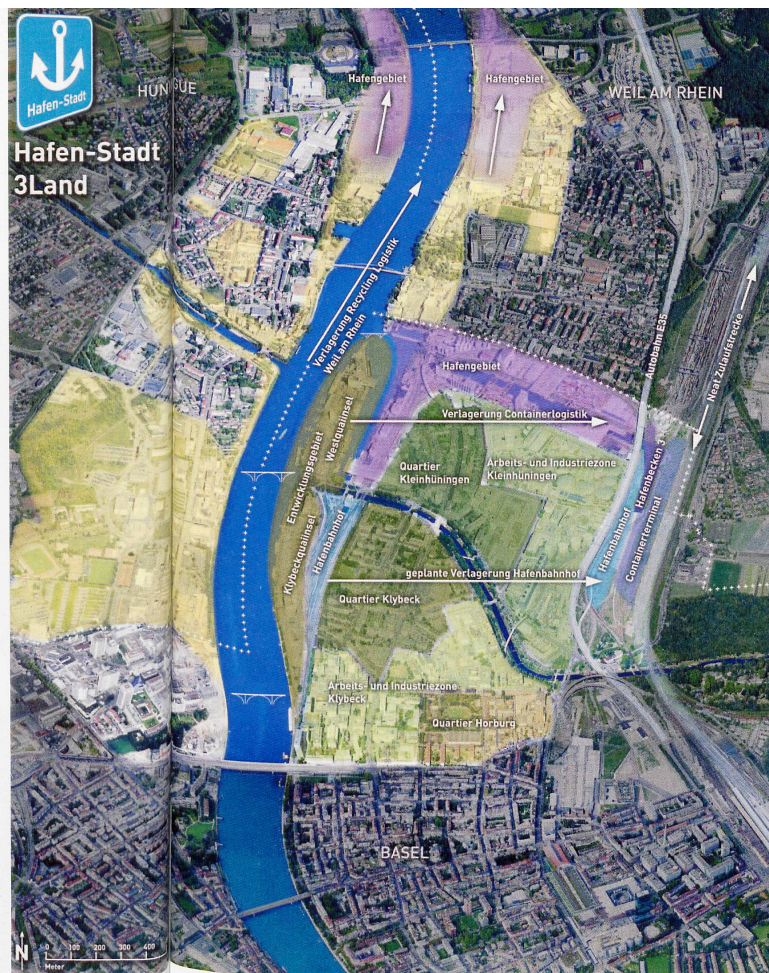 Hafen-Stadt
Hafen-Stadt
3Land
HUNINGUE
Hafengebiet
Hafengebiet
WEIL AM RHEIN
Verlagerung Recycling Logistik
Weil am Rhein
Autobahn E35
Neat Zulaufstrecke
Hafengebiet
Verlagerung Containerlogistik
Entwicklungsgebiet
Westquaiinsel
Klybeckquaiinsel
Hafenbahnhof
Quartier
Kleinhüningen
Arbeits- und Industriezone
Kleinhüningen
Hafenbahnhof
Hafenbecken 3
Containerterminal
geplante Verlagerung Hafenbahnhof
Quartier Klybeck
Arbeits- und Industriezone
Klybeck
Quartier Horburg
BASEL
N
0 100 200 300 400
Meter